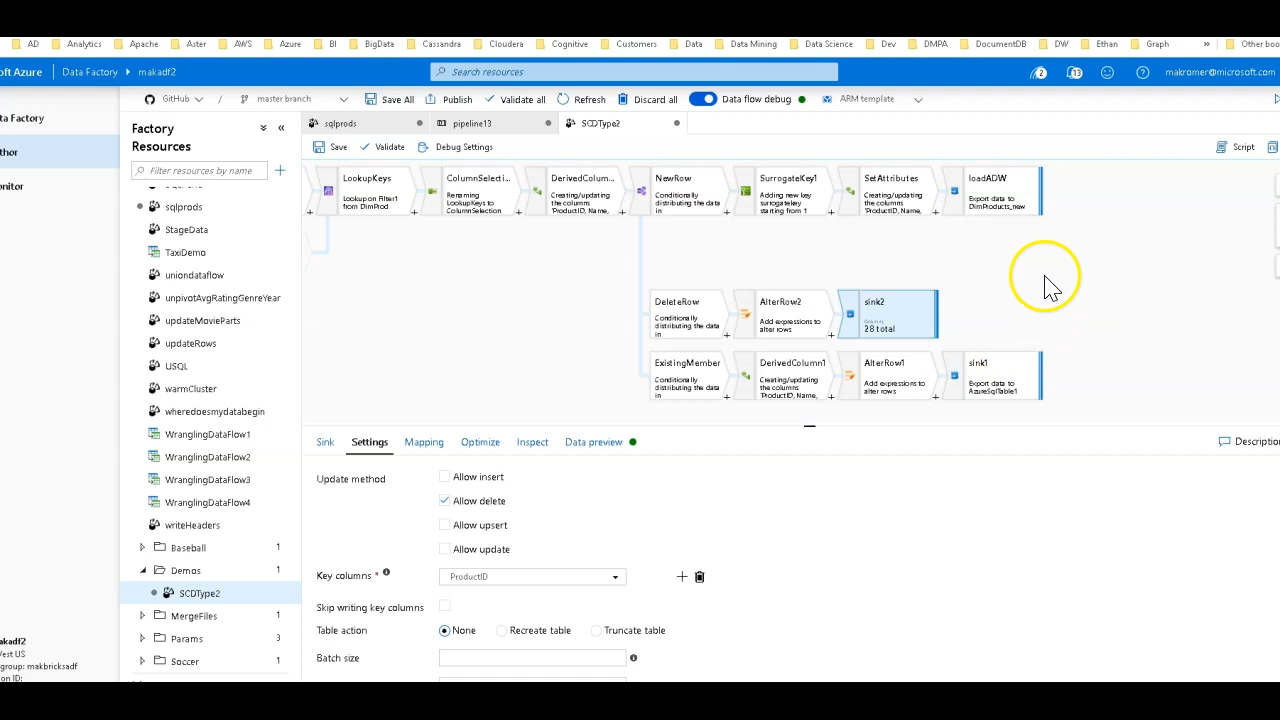 AD Analytics Apache Aster AWS Azure BI BigData Cassandra Cloudera Cognitive Customers Data Data Mining Data Science Dev DMPA DocumentDB DW Ethan Graph » Other boo
soft Azure Data Factory makadf2 Search resources 2 13 makromer@microsoft.com
GitHub / master branch Save All Publish Validate all Refresh Discard all Data flow debug ARM template
ta Factory
thor
onitor
Factory
Resources
Filter resources by name
sqlprods
StageData
TaxiDemo
uniondataflow
unpivotAvgRatingGenreYear
updateMovieParts
updateRows
USQL
warmCluster
wheredoesmydatabegin
WranglingDataFlow1
WranglingDataFlow2
WranglingDataFlow3
WranglingDataFlow4
writeHeaders
Baseball 1
Demos 1
SCDType2
MergeFiles 1
Params 3
Soccer 1
akadf2
Vest US
group: makbricksadf
on ID:
sqlprods pipeline13 SCDType2
Save Validate Debug Settings Script
LookupKeys
Lookup on Filter1
from DimProd
ColumnSelecti...
Renaming
LookupKeys to
ColumnSelection
DerivedColum...
Creating/updating
the columns
'ProductID, Name,
NewRow
Conditionally
distributing the data
in
SurrogateKey1
Adding new key
surrogatekey
starting from 1
SetAttributes
Creating/updating
the columns
'ProductID, Name,
loadADW
Export data to
DimProducts_new
DeleteRow
Conditionally
distributing the data
in
AlterRow2
Add expressions to
alter rows
sink2
Columns:
28 total
ExistingMember
Conditionally
distributing the data
in
DerivedColumn1
Creating/updating
the columns
'ProductID, Name,
AlterRow1
Add expressions to
alter rows
sink1
Export data to
AzureSqlTable1
Sink Settings Mapping Optimize Inspect Data preview Description
Update method
Allow insert
Allow delete
Allow upsert
Allow update
Key columns * ProductID
Skip writing key columns
Table action None Recreate table Truncate table
Batch size